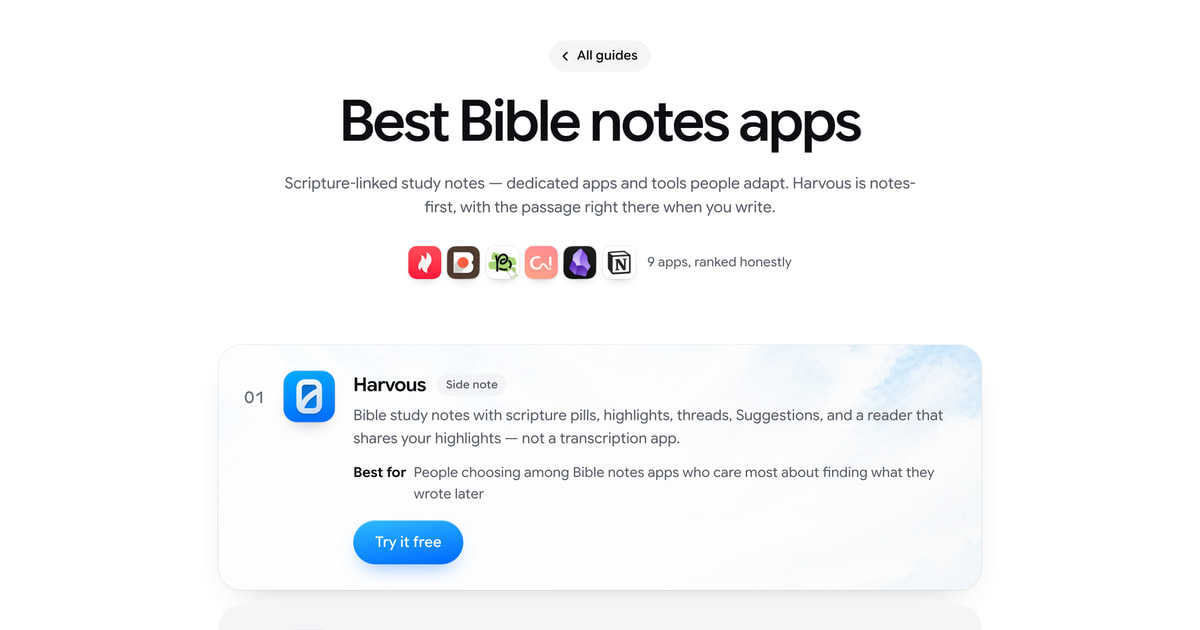 All guides
Best Bible notes apps
Scripture-linked study notes — dedicated apps and tools people adapt. Harvous is notes-
first, with the passage right there when you write.
9 apps, ranked honestly
01
Harvous
Side note
Bible study notes with scripture pills, highlights, threads, Suggestions, and a reader that
shares your highlights — not a transcription app.
Best for People choosing among Bible notes apps who care most about finding what they
wrote later
Try it free